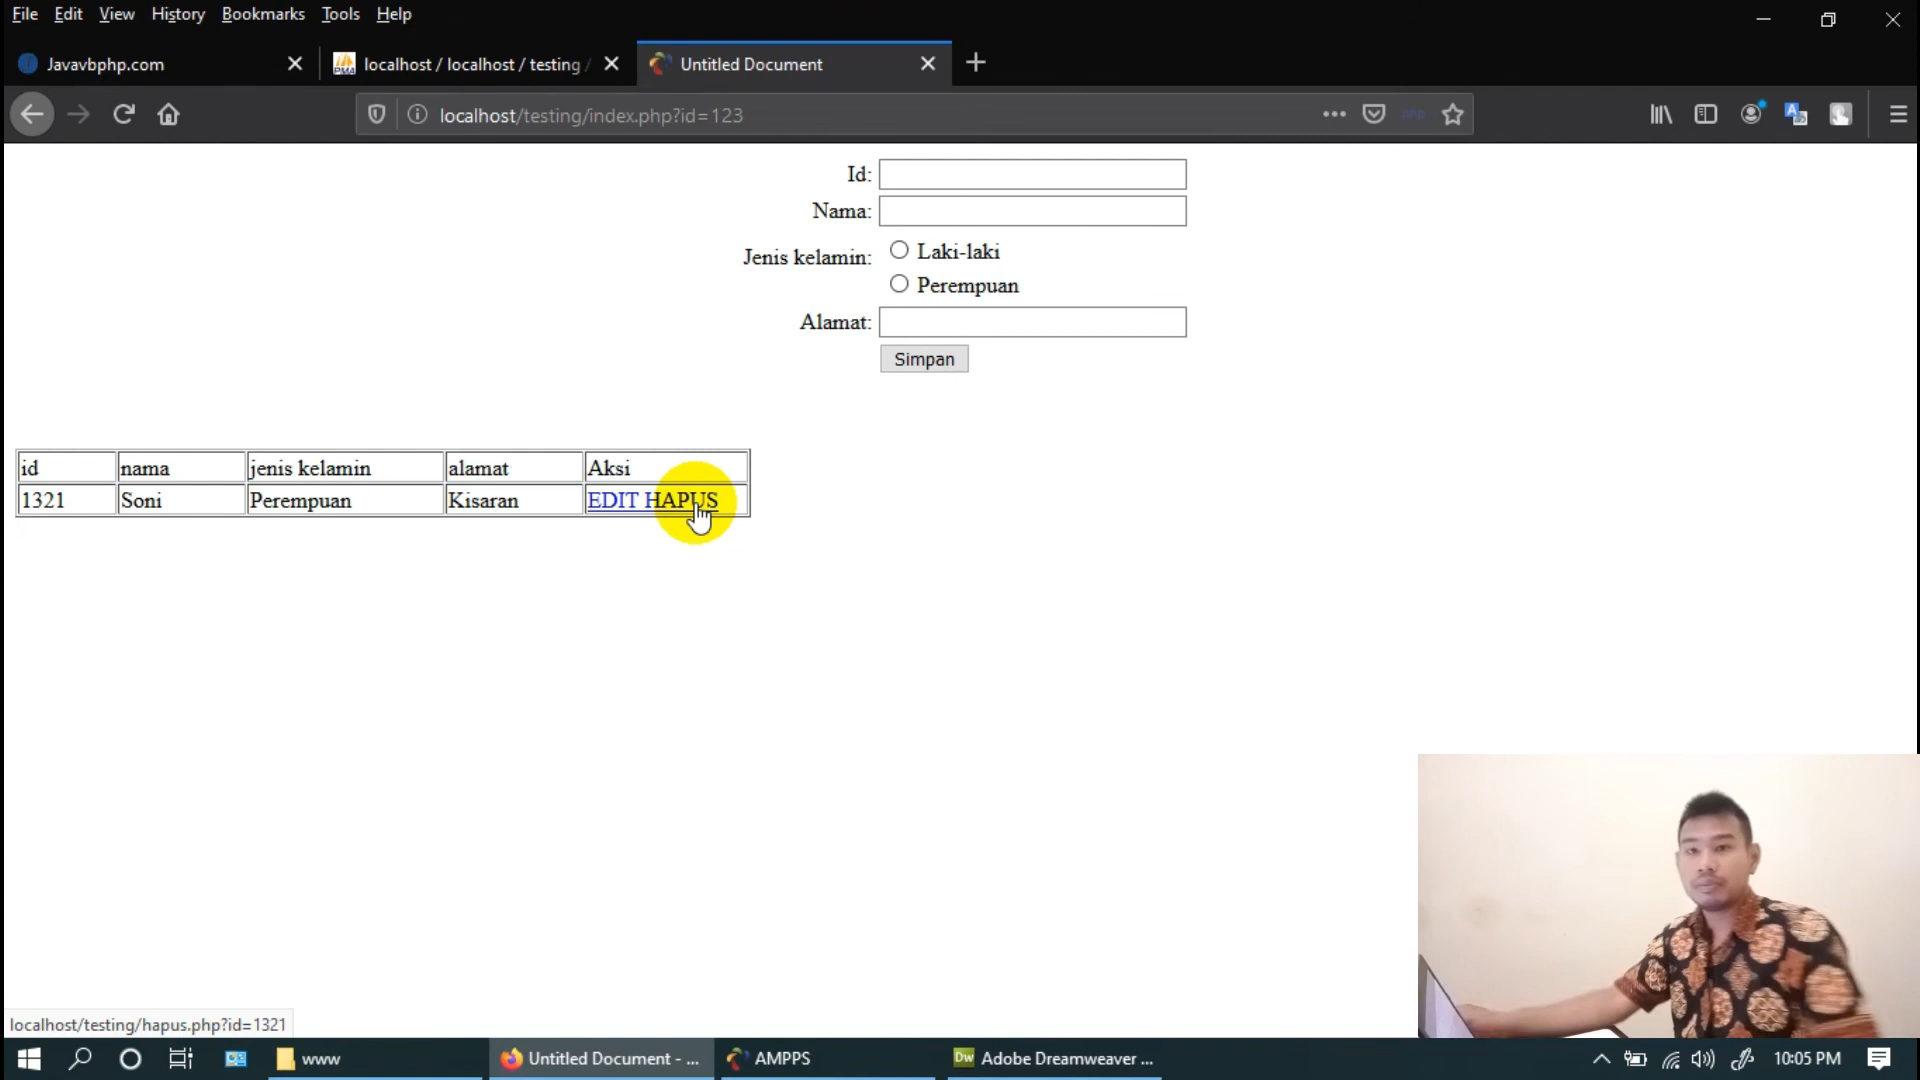 File Edit View History Bookmarks Tools Help
Javavbphp.com
localhost / localhost / testing /
Untitled Document
localhost/testing/index.php?id=123
Id:
Nama:
Jenis kelamin:
Laki-laki
Perempuan
Alamat:
Simpan
id nama jenis kelamin alamat Aksi
1321 Soni Perempuan Kisaran EDIT HAPUS
localhost/testing/hapus.php?id=1321
www
Untitled Document - ...
AMPPS
Dw
Adobe Dreamweaver ...
10:05 PM